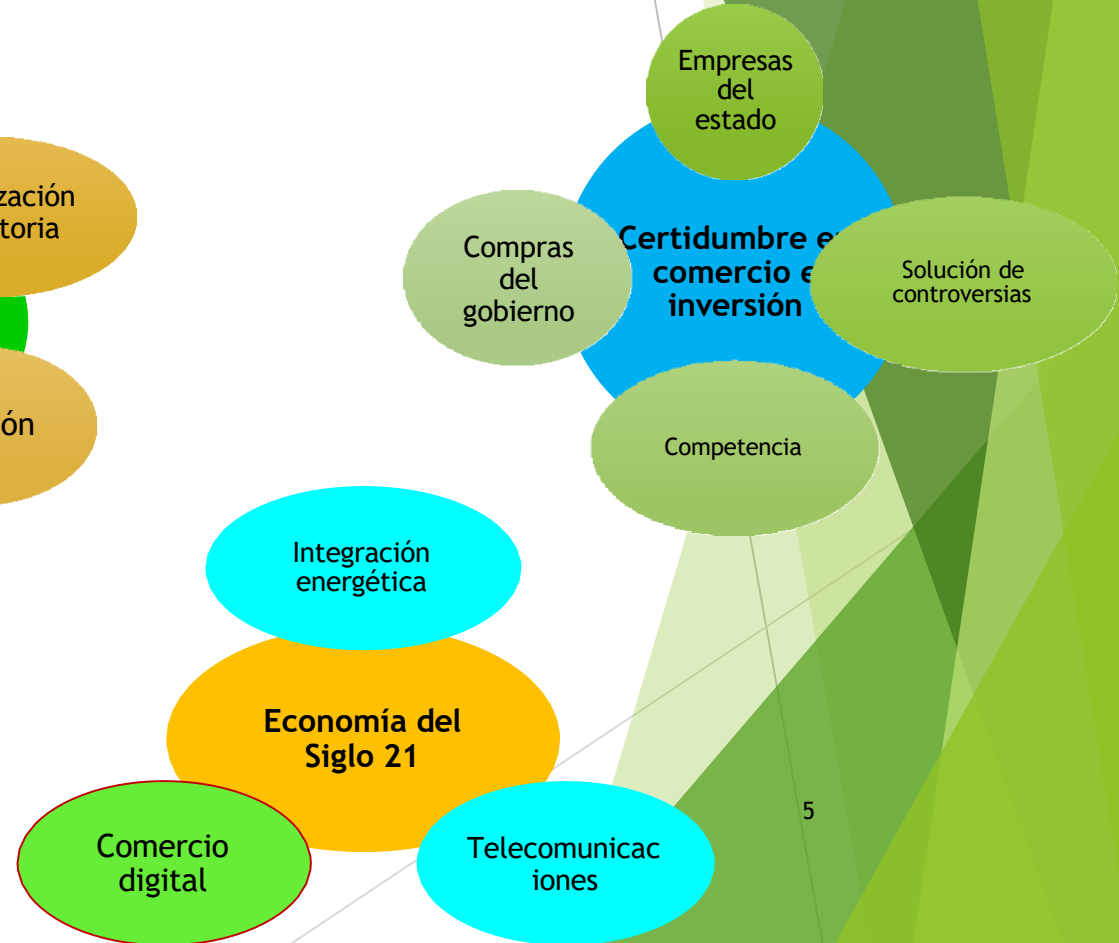 Empresas
del
estado
zación
toria
Compras
del
gobierno
Certidumbre e
comercio e
inversión
Solución de
controversias
ón
Competencia
Integración
energética
Economía del
Siglo 21
5
Comercio
digital
Telecomunicac
iones